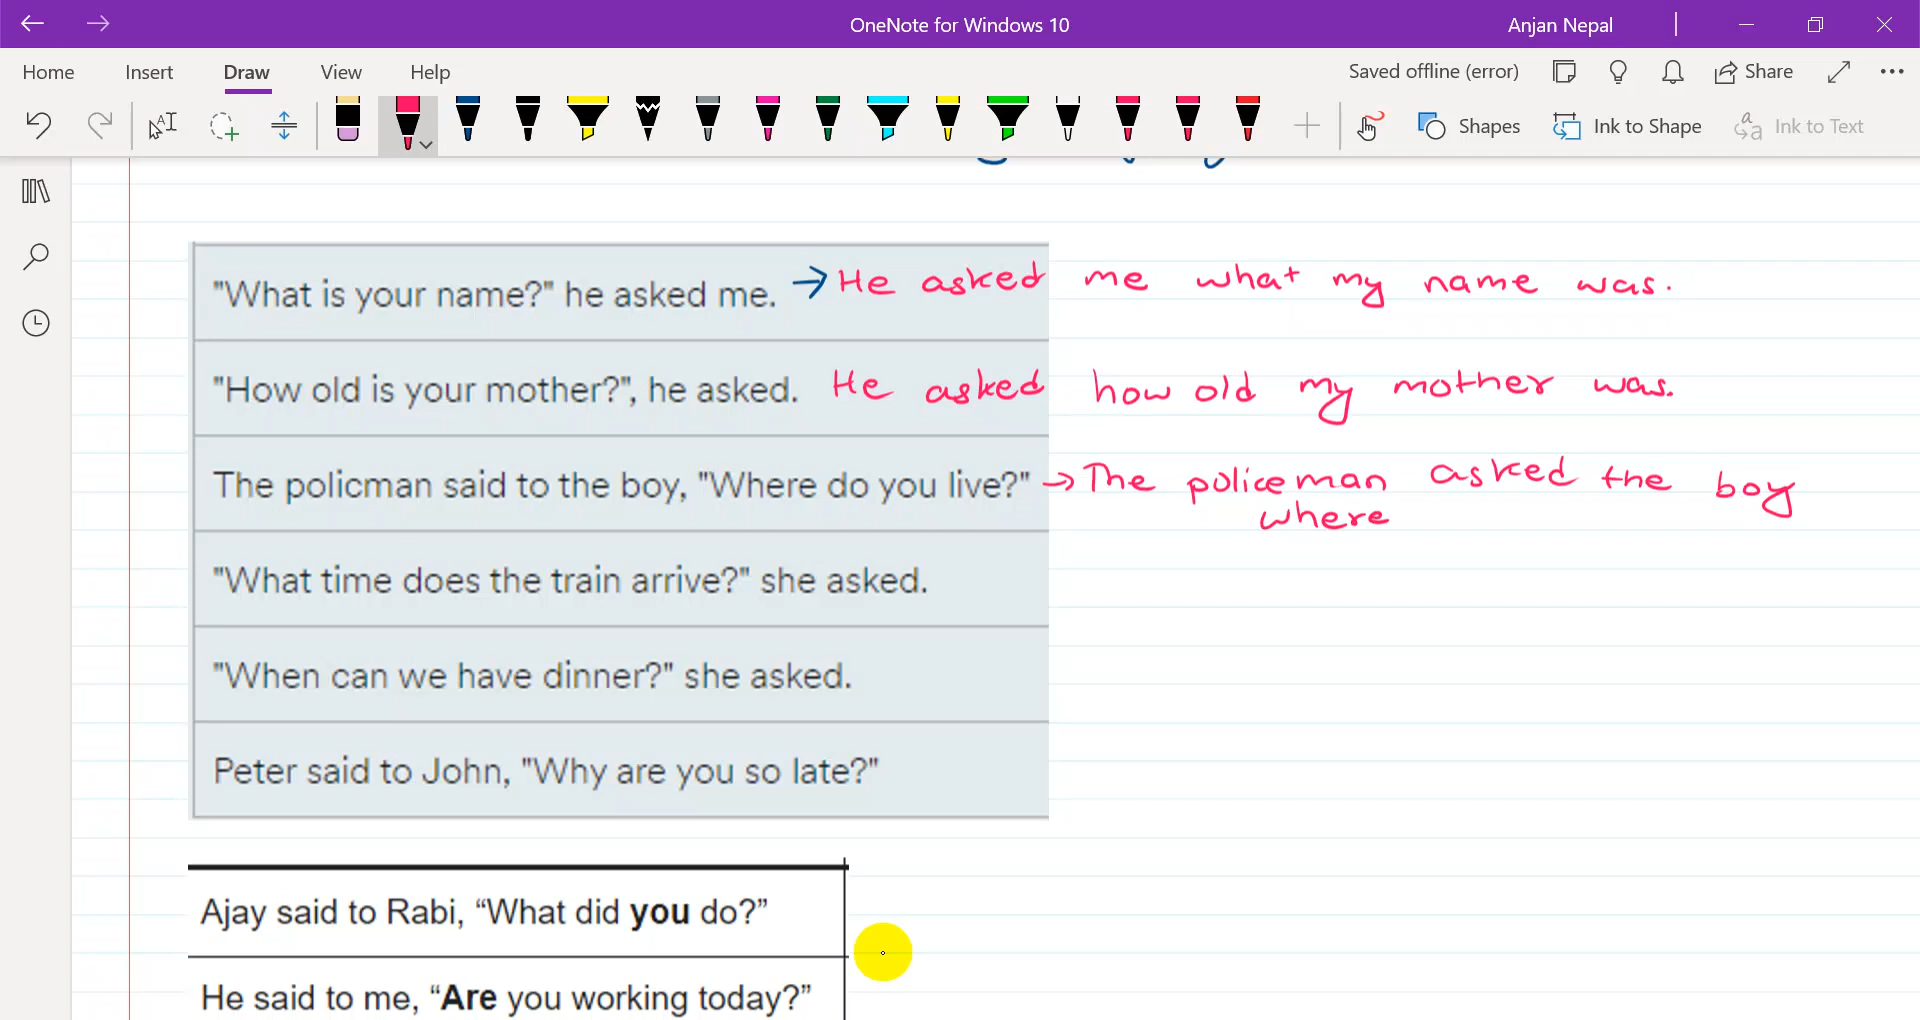 OneNote for Windows 10
Anjan Nepal
Home Insert Draw View Help
Saved offline (error) Share
Shapes Ink to Shape Ink to Text
"What is your name?" he asked me. → He asked me what my name was.
"How old is your mother?", he asked. He asked how old my mother was.
The policman said to the boy, "Where do you live?" → The policeman asked the boy
where
"What time does the train arrive?" she asked.
"When can we have dinner?" she asked.
Peter said to John, "Why are you so late?"
Ajay said to Rabi, “What did you do?”
He said to me, “Are you working today?”